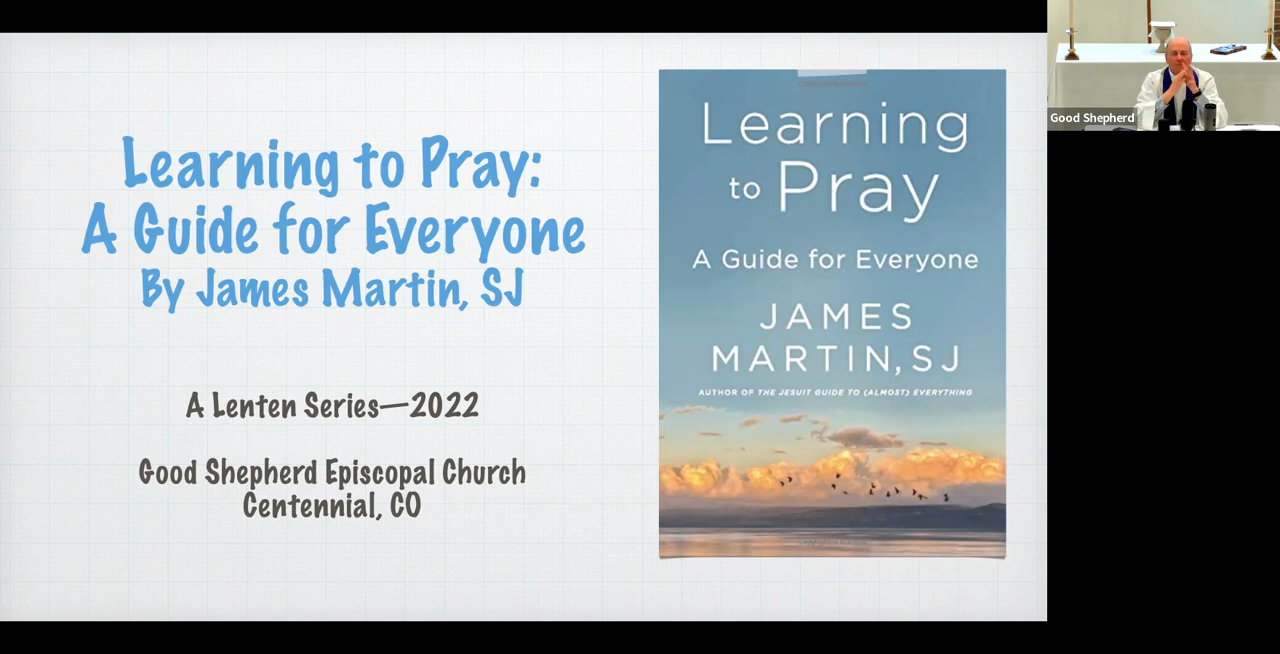 Learning to Pray:
A Guide for Everyone
By James Martin, SJ
A Lenten Series—2022
Good Shepherd Episcopal Church
Centennial, CO
Learning
to Pray
A Guide for Everyone
JAMES
MARTIN, SJ
AUTHOR OF THE JESUIT GUIDE TO (ALMOST) EVERYTHING
Good Shepherd